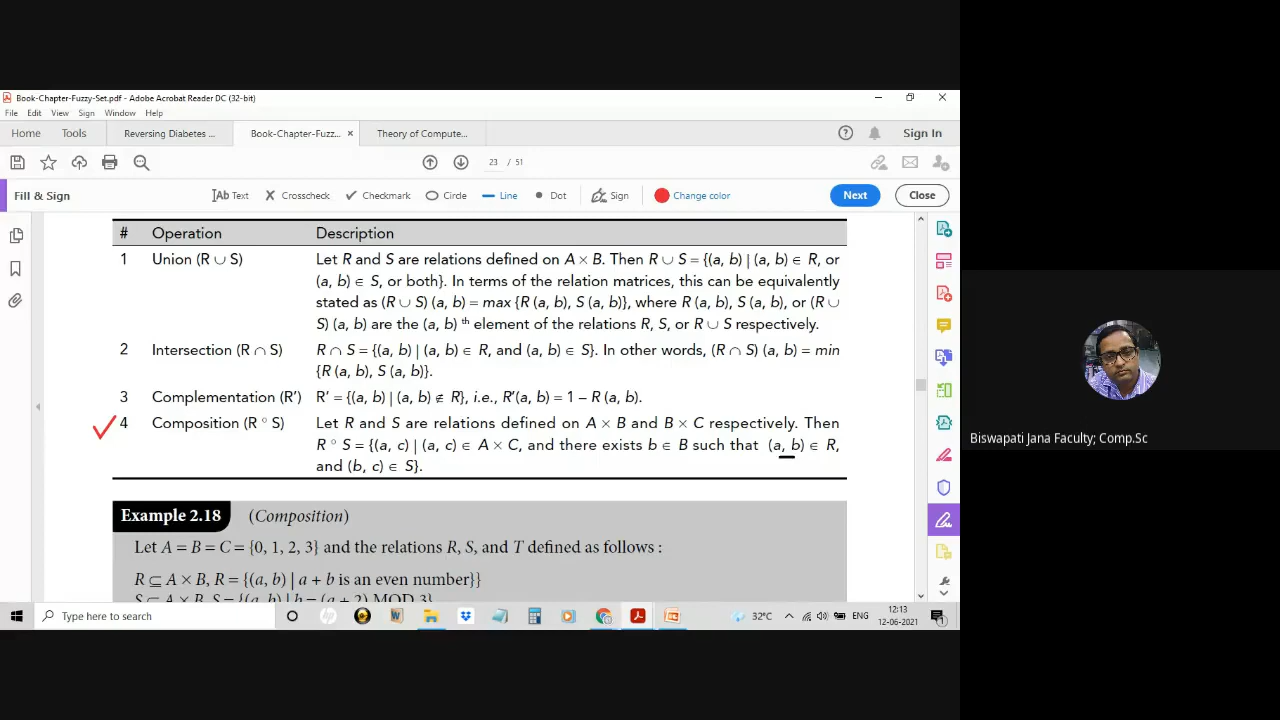 Book-Chapter-Fuzzy-Set.pdf - Adobe Acrobat Reader DC (32-bit)
File Edit View Sign Window Help
Home Tools Reversing Diabetes ... Book-Chapter-Fuzz... × Theory of Compute... Sign In
23 / 51
Fill & Sign Ab Text Crosscheck Checkmark Circle Line Dot Sign Change color Next Close
# Operation Description
1 Union (R ∪ S) Let R and S are relations defined on A × B. Then R ∪ S = {(a, b) | (a, b) ∈ R, or
(a, b) ∈ S, or both}. In terms of the relation matrices, this can be equivalently
stated as (R ∪ S) (a, b) = max {R (a, b), S (a, b)}, where R (a, b), S (a, b), or (R ∪
S) (a, b) are the (a, b) th element of the relations R, S, or R ∪ S respectively.
2 Intersection (R ∩ S) R ∩ S = {(a, b) | (a, b) ∈ R, and (a, b) ∈ S}. In other words, (R ∩ S) (a, b) = min
{R (a, b), S (a, b)}.
3 Complementation (R’) R’ = {(a, b) | (a, b) ∉ R}, i.e., R’(a, b) = 1 – R (a, b).
4 Composition (R ° S) Let R and S are relations defined on A × B and B × C respectively. Then
R ° S = {(a, c) | (a, c) ∈ A × C, and there exists b ∈ B such that (a, b) ∈ R,
and (b, c) ∈ S}.
Example 2.18 (Composition)
Let A = B = C = {0, 1, 2, 3} and the relations R, S, and T defined as follows :
R ⊆ A × B, R = {(a, b) | a + b is an even number}}
S ⊆ A × B, S = {(a, b) | b = (a + 2) MOD 3}
Type here to search 32°C ENG 12:13
12-06-2021
Biswapati Jana Faculty; Comp.Sc